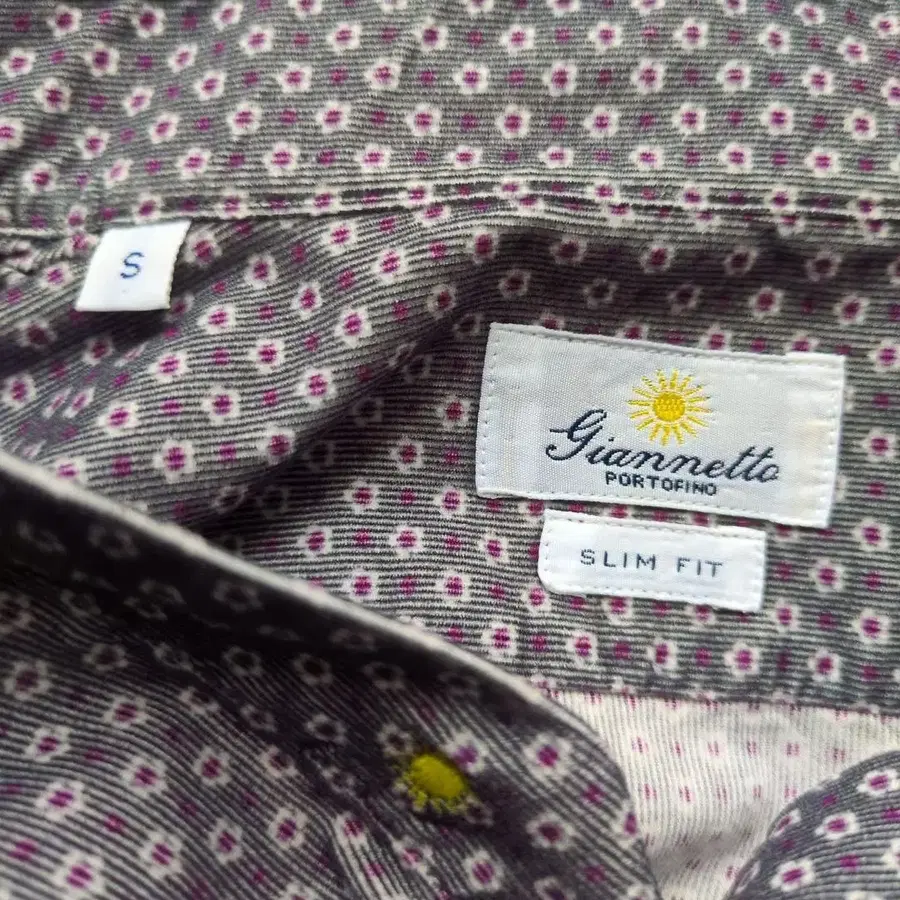 S
Giannetto
PORTOFINO
SLIM FIT